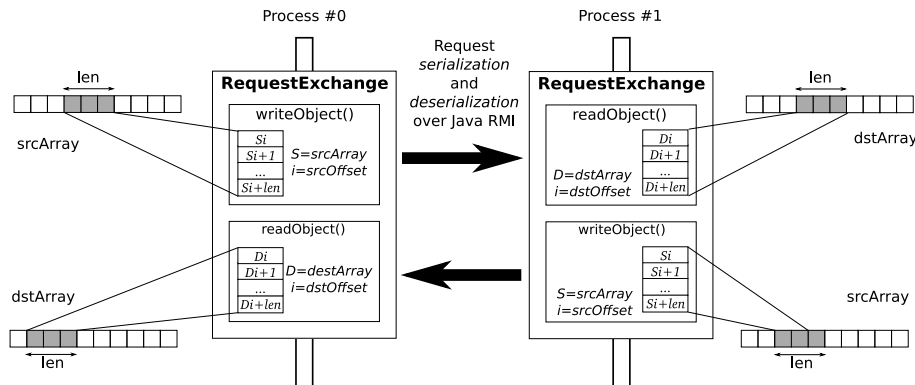 Process #0
Process #1
Request
serialization
and
deserialization
over Java RMI
len
srcArray
RequestExchange
writeObject()
Si
Si+1
...
Si+len
S=srcArray
i=srcOffset
readObject()
Di
Di+1
...
Di+len
D=destArray
i=dstOffset
dstArray
len
RequestExchange
readObject()
Di
Di+1
...
Di+len
D=dstArray
i=dstOffset
len
dstArray
writeObject()
Si
Si+1
...
Si+len
S=srcArray
i=srcOffset
srcArray
len